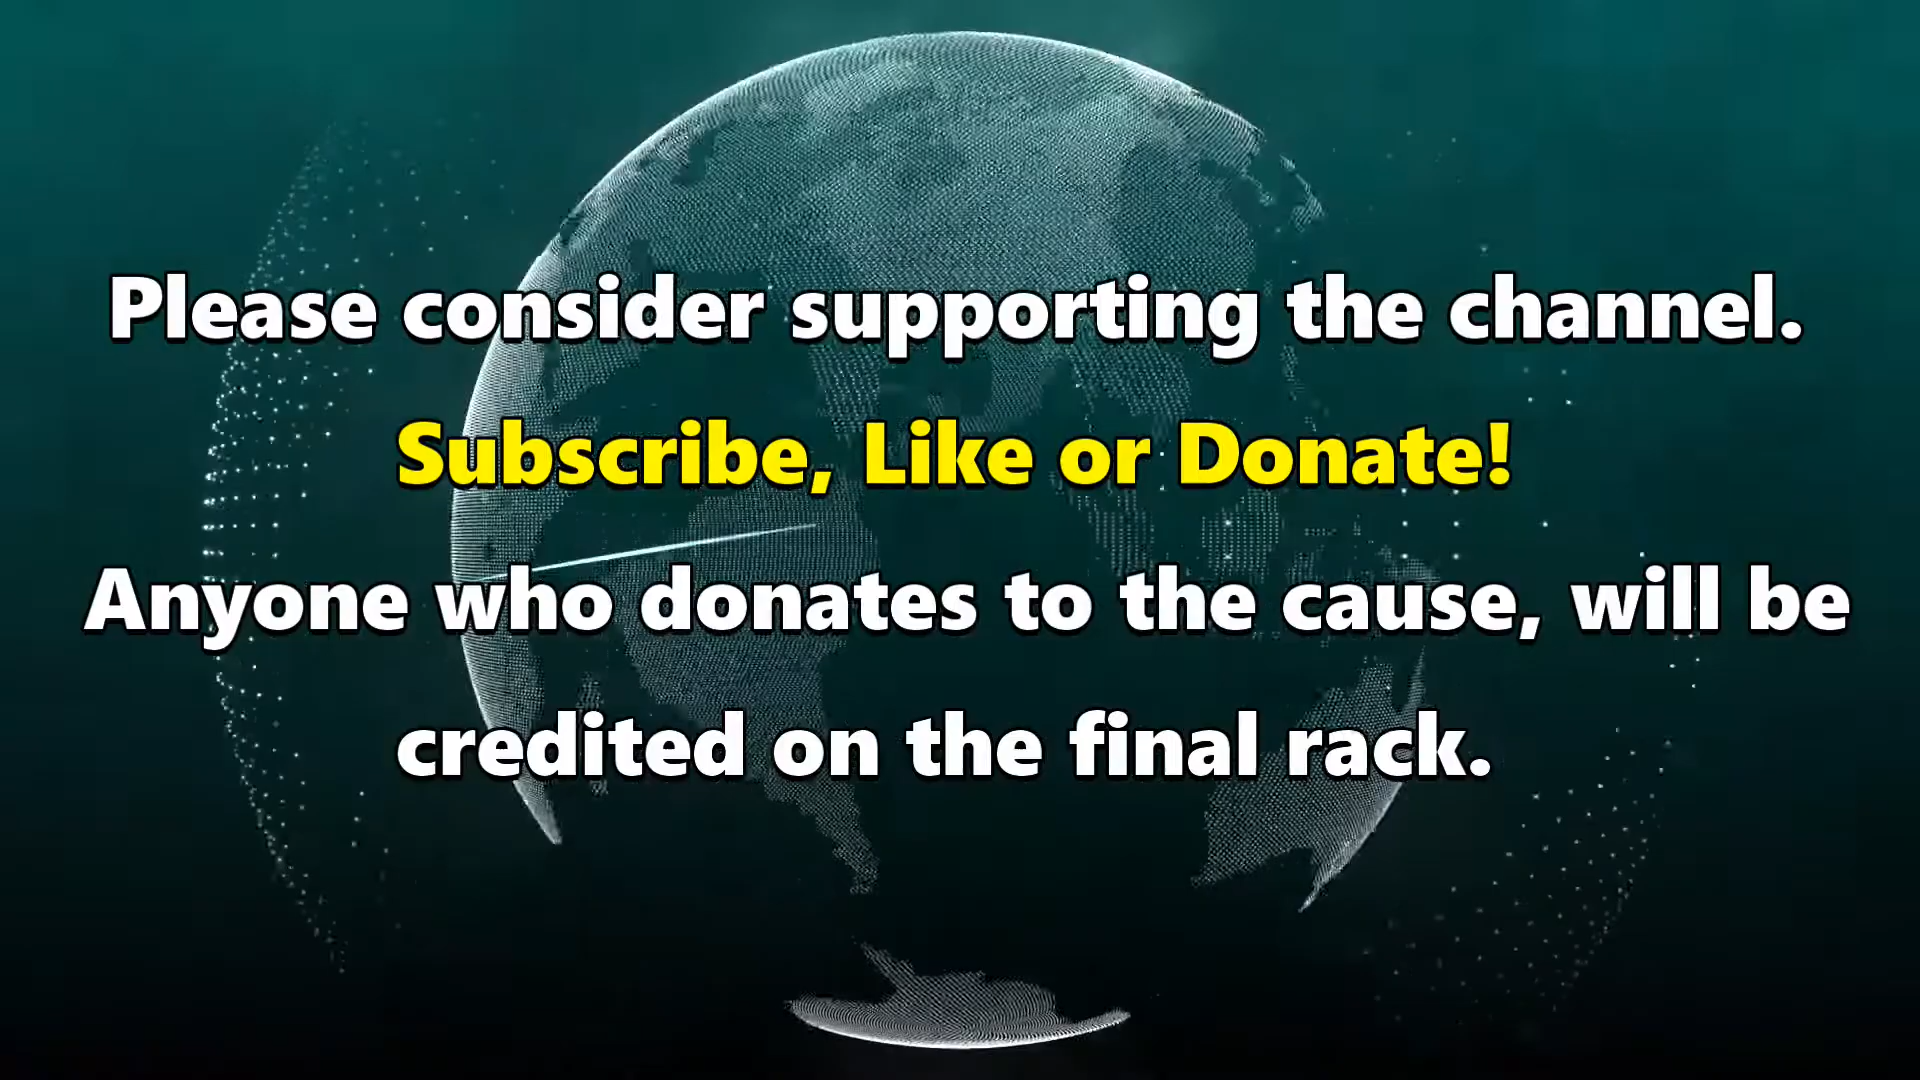 Please consider supporting the channel.
Subscribe, Like or Donate!
Anyone who donates to the cause, will be
credited on the final rack.